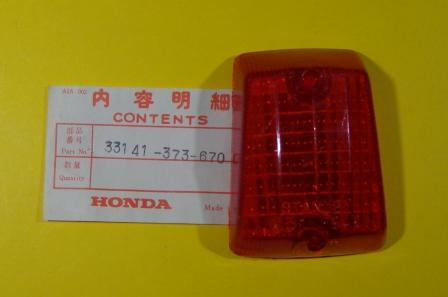 内容明細
CONTENTS
部品番号
Part No.
33141-373-670
数量
Quantity
HONDA
Made
STANLEY